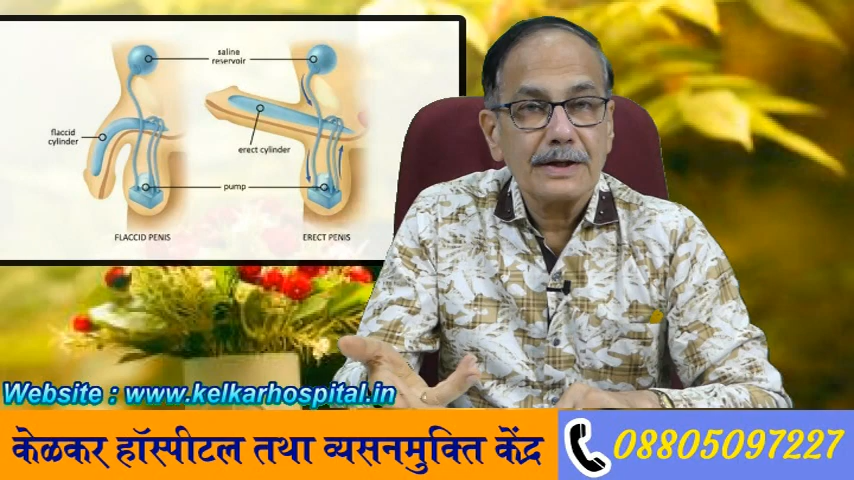 saline
reservoir
flaccid
cylinder
erect cylinder
pump
FLACCID PENIS
ERECT PENIS
Website : www.kelkarhospital.in
केळकर हॉस्पीटल तथा व्यसनमुक्ति केंद्र
08805097227